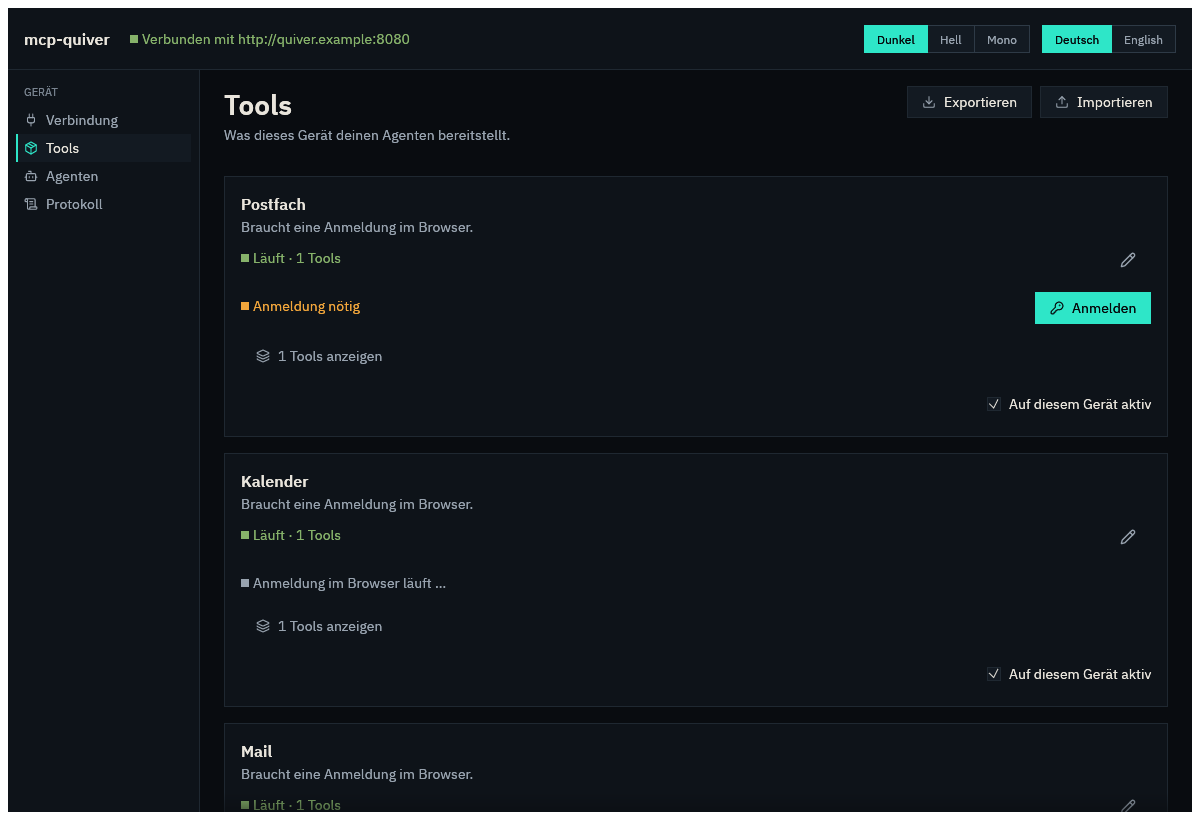 mcp-quiver
Verbunden mit http://quiver.example:8080
Dunkel Hell Mono Deutsch English
GERÄT
Verbindung
Tools
Agenten
Protokoll
Tools
Was dieses Gerät deinen Agenten bereitstellt.
Exportieren Importieren
Postfach
Braucht eine Anmeldung im Browser.
Läuft · 1 Tools
Anmeldung nötig
Anmelden
1 Tools anzeigen
Auf diesem Gerät aktiv
Kalender
Braucht eine Anmeldung im Browser.
Läuft · 1 Tools
Anmeldung im Browser läuft ...
1 Tools anzeigen
Auf diesem Gerät aktiv
Mail
Braucht eine Anmeldung im Browser.
Läuft · 1 Tools